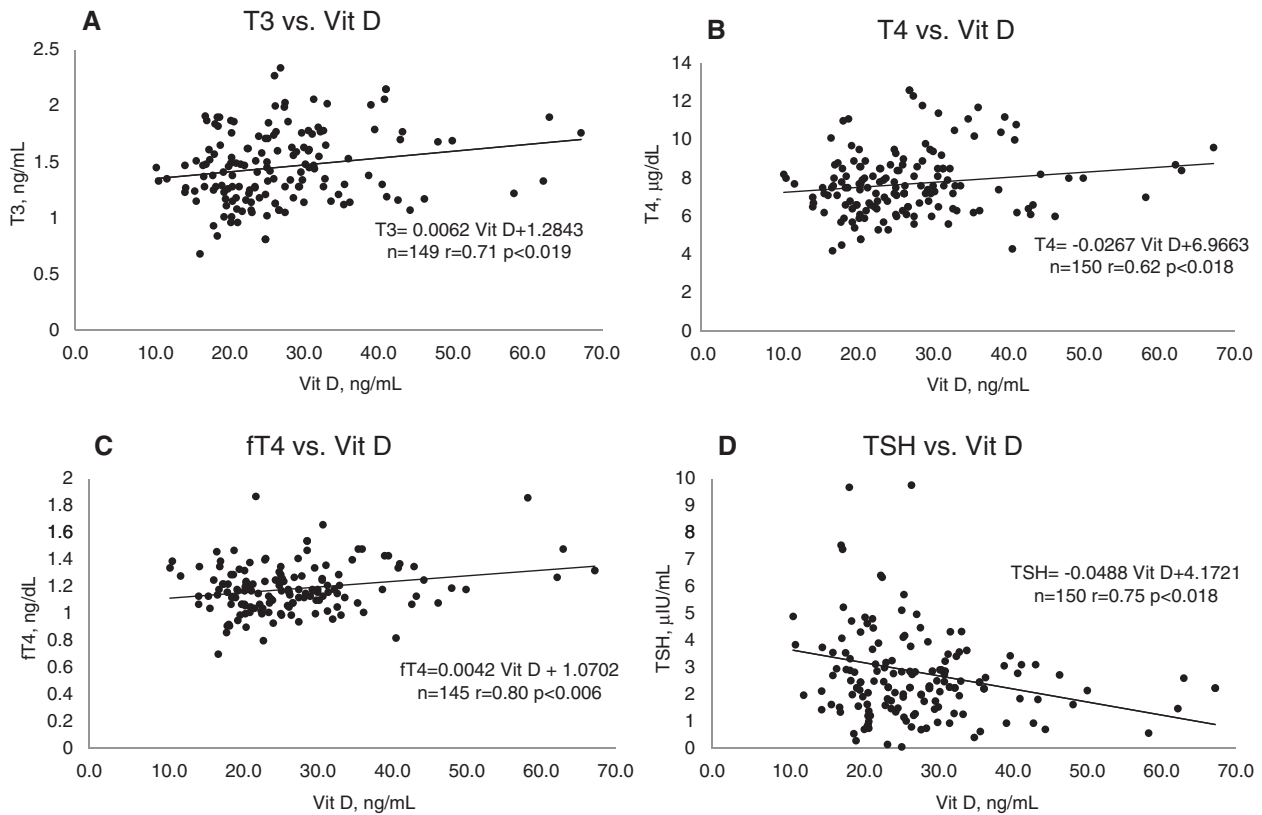 A
T3 vs. Vit D
2.5
2
1.5
1
0.5
0
T3, ng/mL
T3= 0.0062 Vit D+1.2843
n=149 r=0.71 p<0.019
0.0 10.0 20.0 30.0 40.0 50.0 60.0 70.0
Vit D, ng/mL
B
T4 vs. Vit D
14
12
10
8
6
4
2
0
T4, µg/dL
T4= -0.0267 Vit D+6.9663
n=150 r=0.62 p<0.018
0.0 10.0 20.0 30.0 40.0 50.0 60.0 70.0
Vit D, ng/mL
C
fT4 vs. Vit D
2
1.8
1.6
1.4
1.2
1
0.8
0.6
0.4
0.2
0
fT4, ng/dL
fT4=0.0042 Vit D + 1.0702
n=145 r=0.80 p<0.006
0.0 10.0 20.0 30.0 40.0 50.0 60.0 70.0
Vit D, ng/mL
D
TSH vs. Vit D
10
9
8
7
6
5
4
3
2
1
0
TSH, µIU/mL
TSH= -0.0488 Vit D+4.1721
n=150 r=0.75 p<0.018
0.0 10.0 20.0 30.0 40.0 50.0 60.0 70.0
Vit D, ng/mL